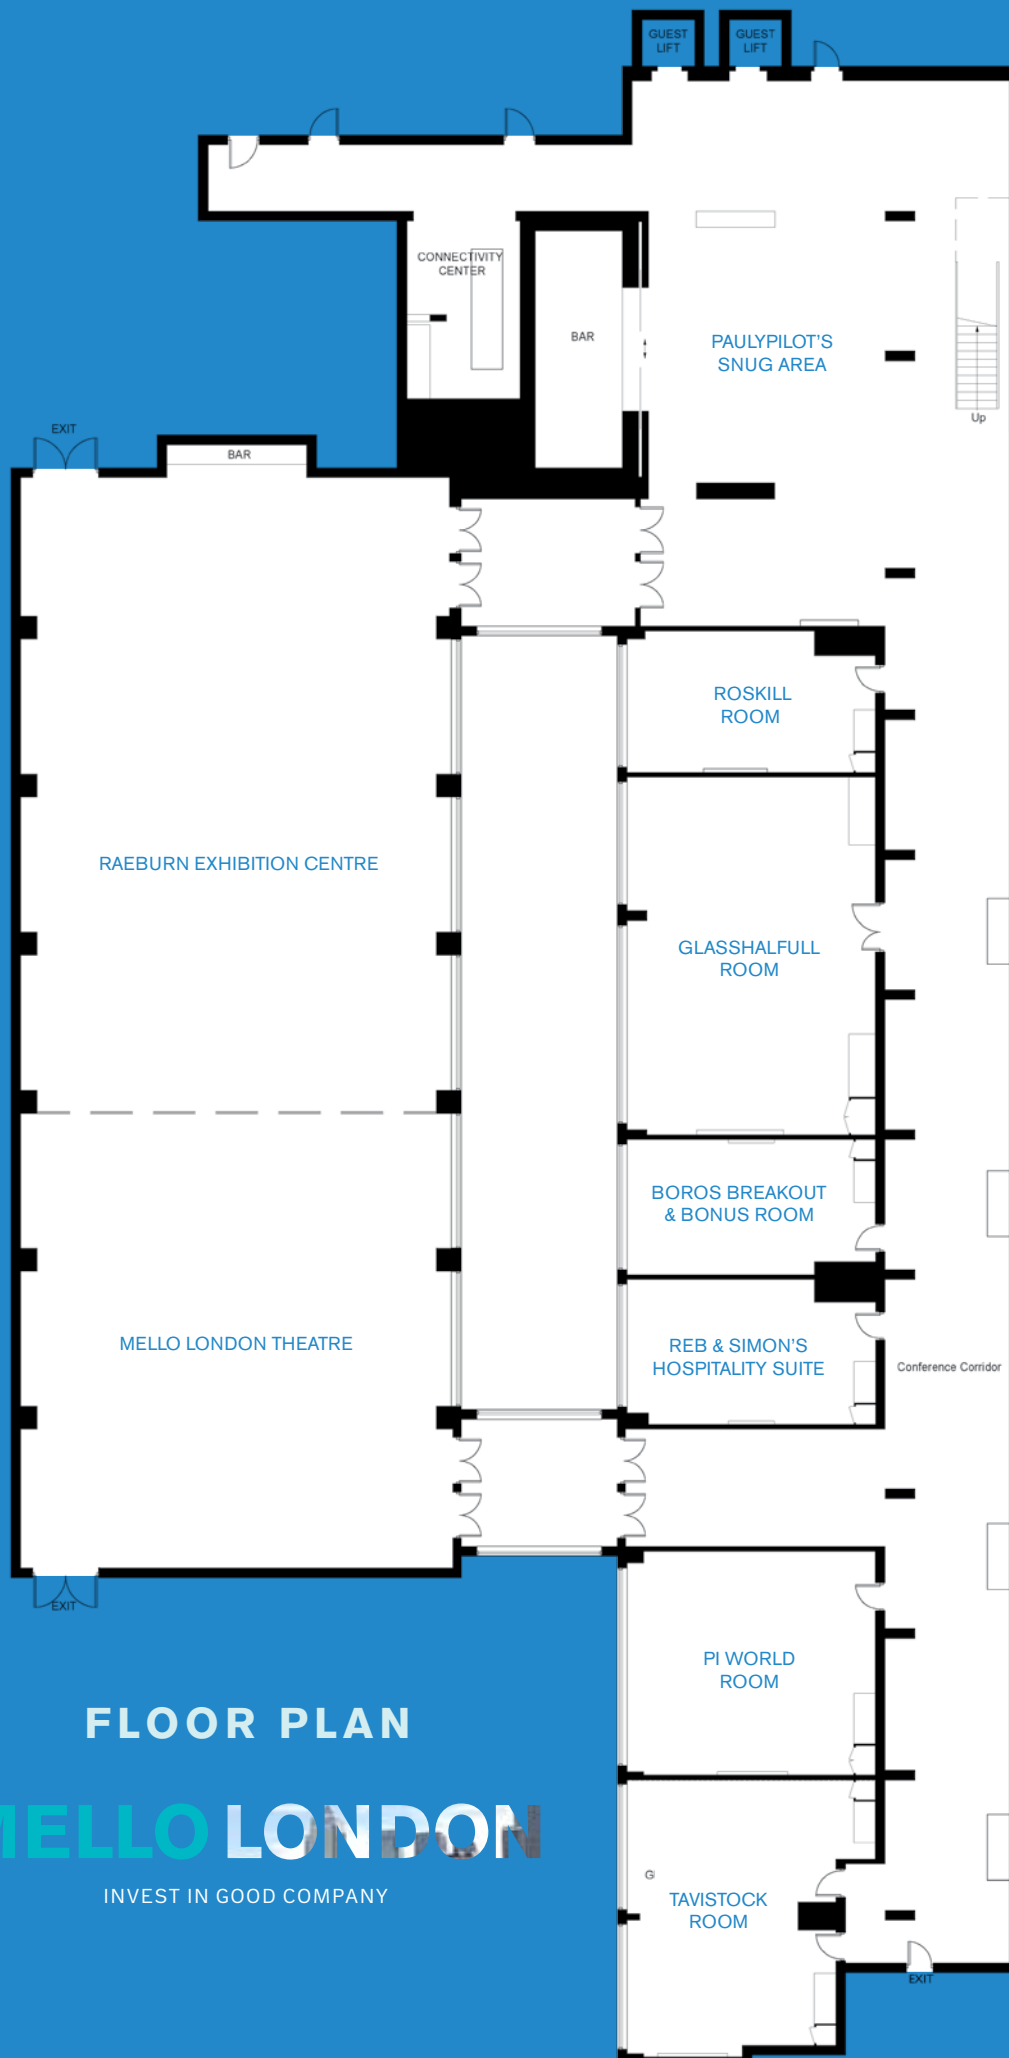 GUEST
LIFT
GUEST
LIFT
CONNECTIVITY
CENTER
BAR
PAULYPILOT'S
SNUG AREA
Up
EXIT
BAR
ROSKILL
ROOM
RAEBURN EXHIBITION CENTRE
GLASSHALFULL
ROOM
BOROS BREAKOUT
& BONUS ROOM
MELLO LONDON THEATRE
REB & SIMON'S
HOSPITALITY SUITE
Conference Corridor
EXIT
PI WORLD
ROOM
FLOOR PLAN
MELLO LONDON
INVEST IN GOOD COMPANY
G
TAVISTOCK
ROOM
EXIT